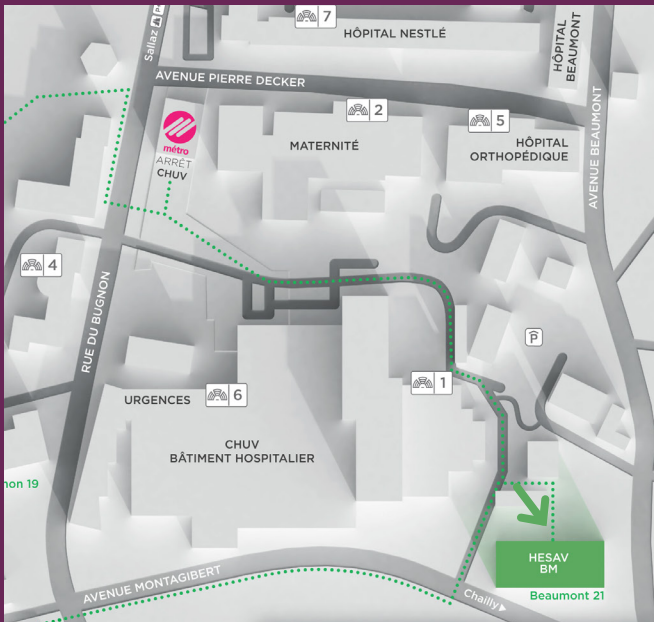 7
HÔPITAL NESTLÉ
HÔPITAL
BEAUMONT
Sallaz
AVENUE PIERRE DECKER
2
5
MATERNITÉ
HÔPITAL
ORTHOPÉDIQUE
AVENUE BEAUMONT
métro
ARRÊT
CHUV
4
RUE DU BUGNON
P
1
URGENCES
6
CHUV
BÂTIMENT HOSPITALIER
non 19
HESAV
BM
Beaumont 21
AVENUE MONTAGIBERT
Chailly